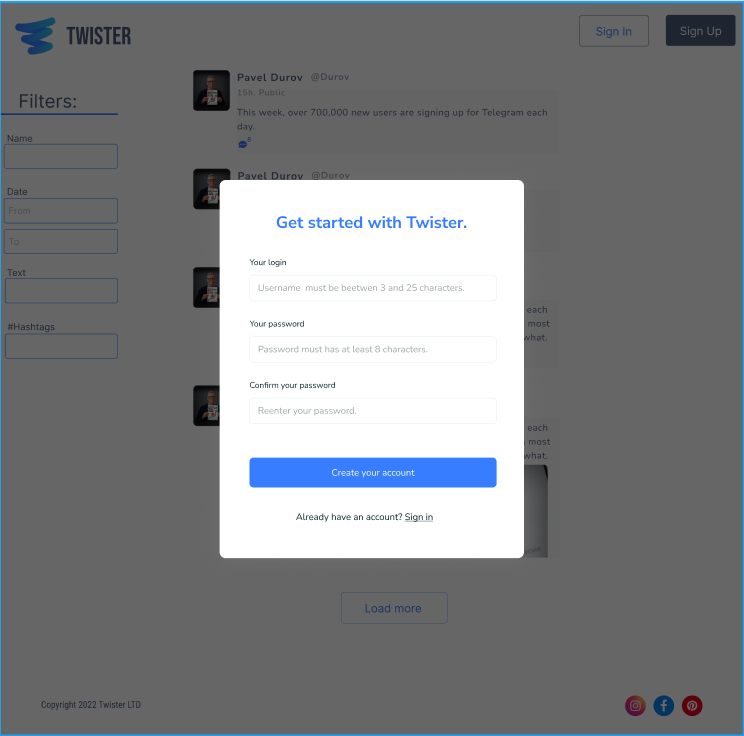 TWISTER
Sign In
Sign Up
Filters:
Name
Date
From
To
Text
#Hashtags
Pavel Durov @Durov
15h. Public
This week, over 700,000 new users are signing up for Telegram each
day.
6
Pavel Durov @Durov
each
most
what,
each
most
what,
Get started with Twister.
Your login
Username  must be beetwen 3 and 25 characters.
Your password
Password must has at least 8 characters.
Confirm your password
Reenter your password.
Create your account
Already have an account? Sign in
Load more
Copyright 2022 Twister LTD